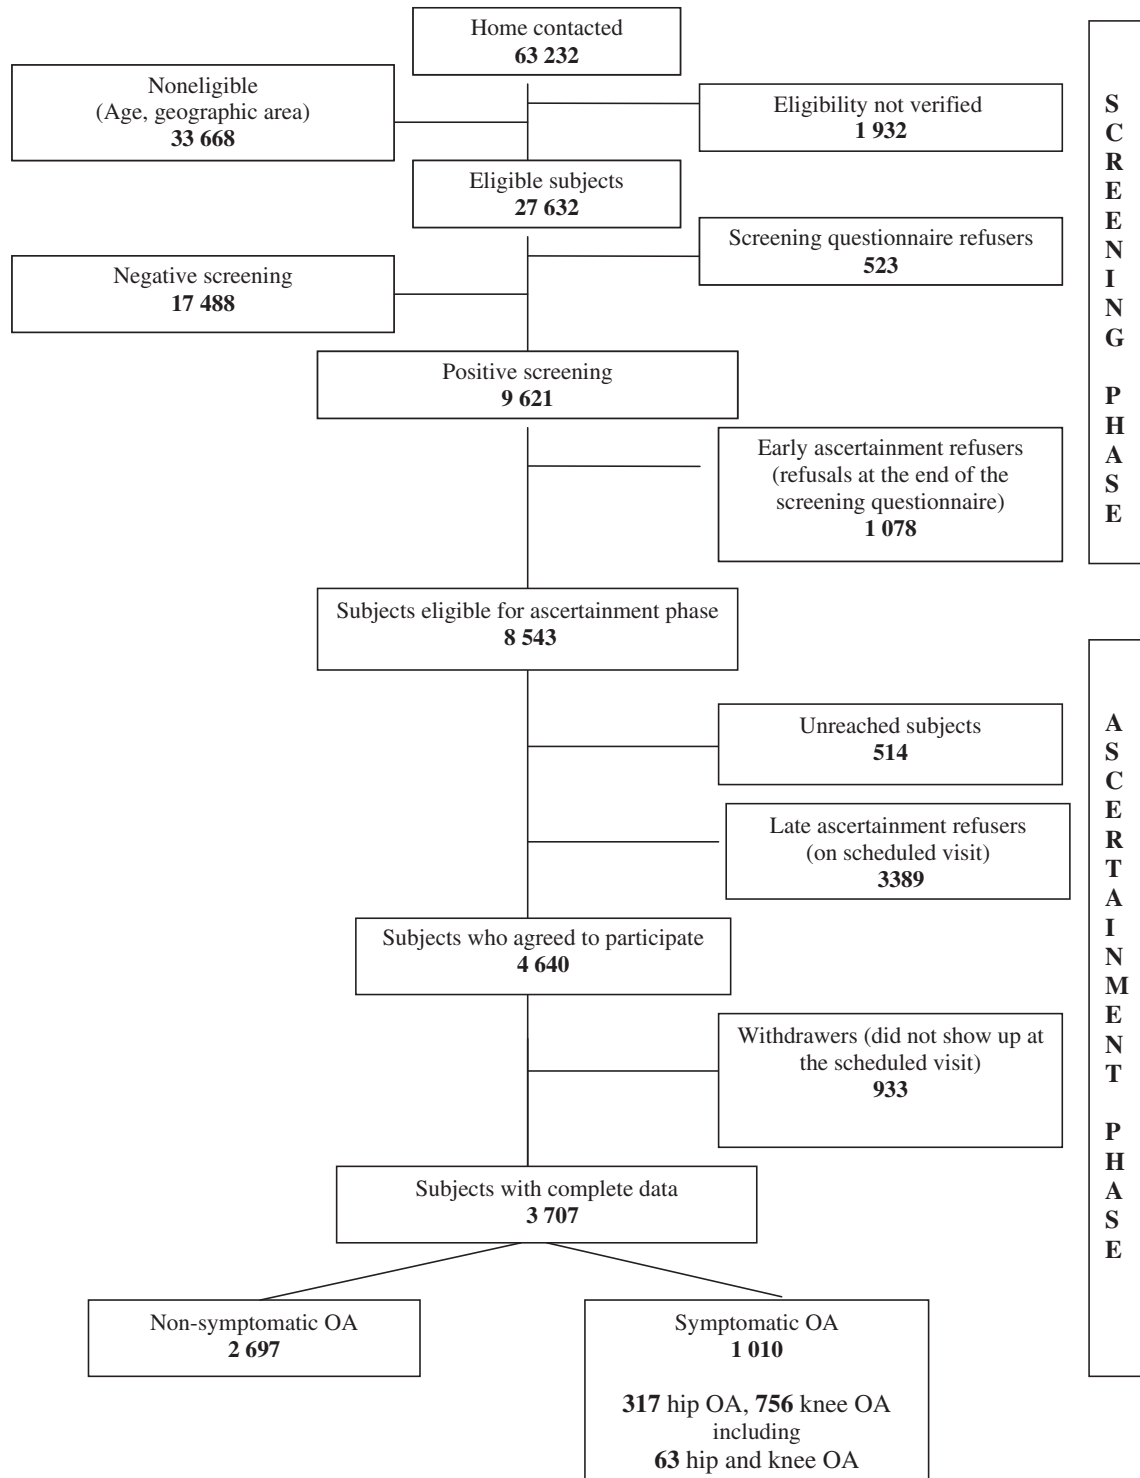 Home contacted
63 232
Noneligible
(Age, geographic area)
33 668
Eligibility not verified
1 932
Eligible subjects
27 632
Screening questionnaire refusers
523
Negative screening
17 488
Positive screening
9 621
Early ascertainment refusers
(refusals at the end of the
screening questionnaire)
1 078
SCREENING PHASE
Subjects eligible for ascertainment phase
8 543
Unreached subjects
514
Late ascertainment refusers
(on scheduled visit)
3389
Subjects who agreed to participate
4 640
Withdrawers (did not show up at
the scheduled visit)
933
Subjects with complete data
3 707
ASCERTAINMENT PHASE
Non-symptomatic OA
2 697
Symptomatic OA
1 010
317 hip OA, 756 knee OA
including
63 hip and knee OA